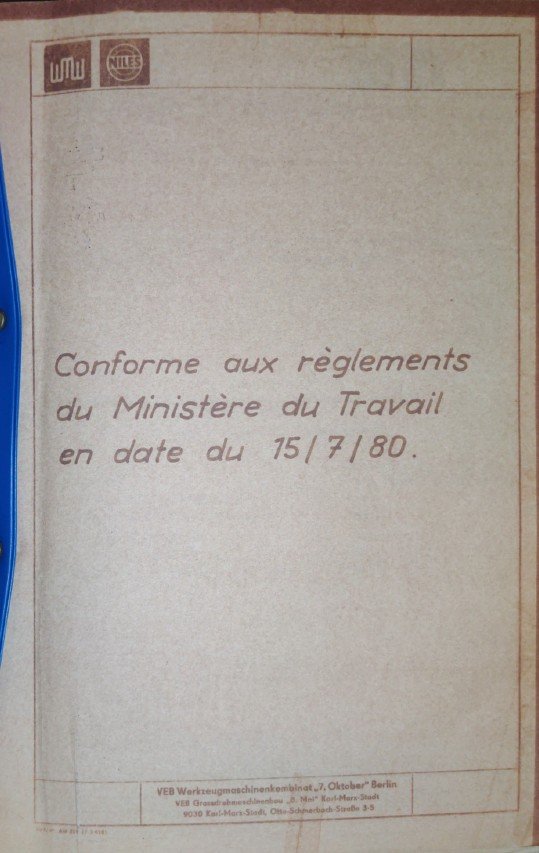 WMW NILES
Conforme aux règlements
du Ministère du Travail
en date du 15/7/80.
VEB Werkzeugmaschinenkombinat „7. Oktober" Berlin
VEB Grossdrehmaschinenbau „8. Mai" Karl-Marx-Stadt
9030 Karl-Marx-Stadt, Otto-Schmerbach-Straße 3-5